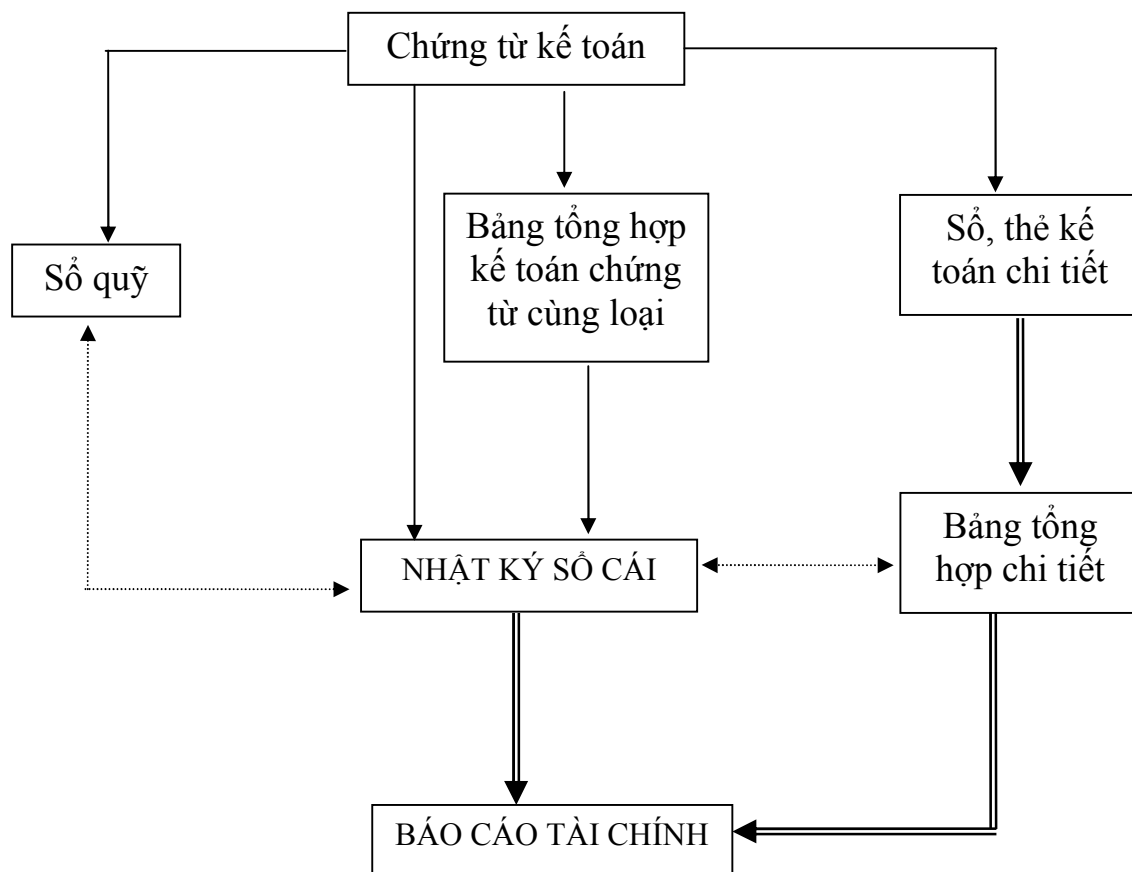 Chứng từ kế toán
Sổ quỹ
Bảng tổng hợp
kế toán chứng
từ cùng loại
Sổ, thẻ kế
toán chi tiết
NHẬT KÝ SỔ CÁI
Bảng tổng
hợp chi tiết
BÁO CÁO TÀI CHÍNH